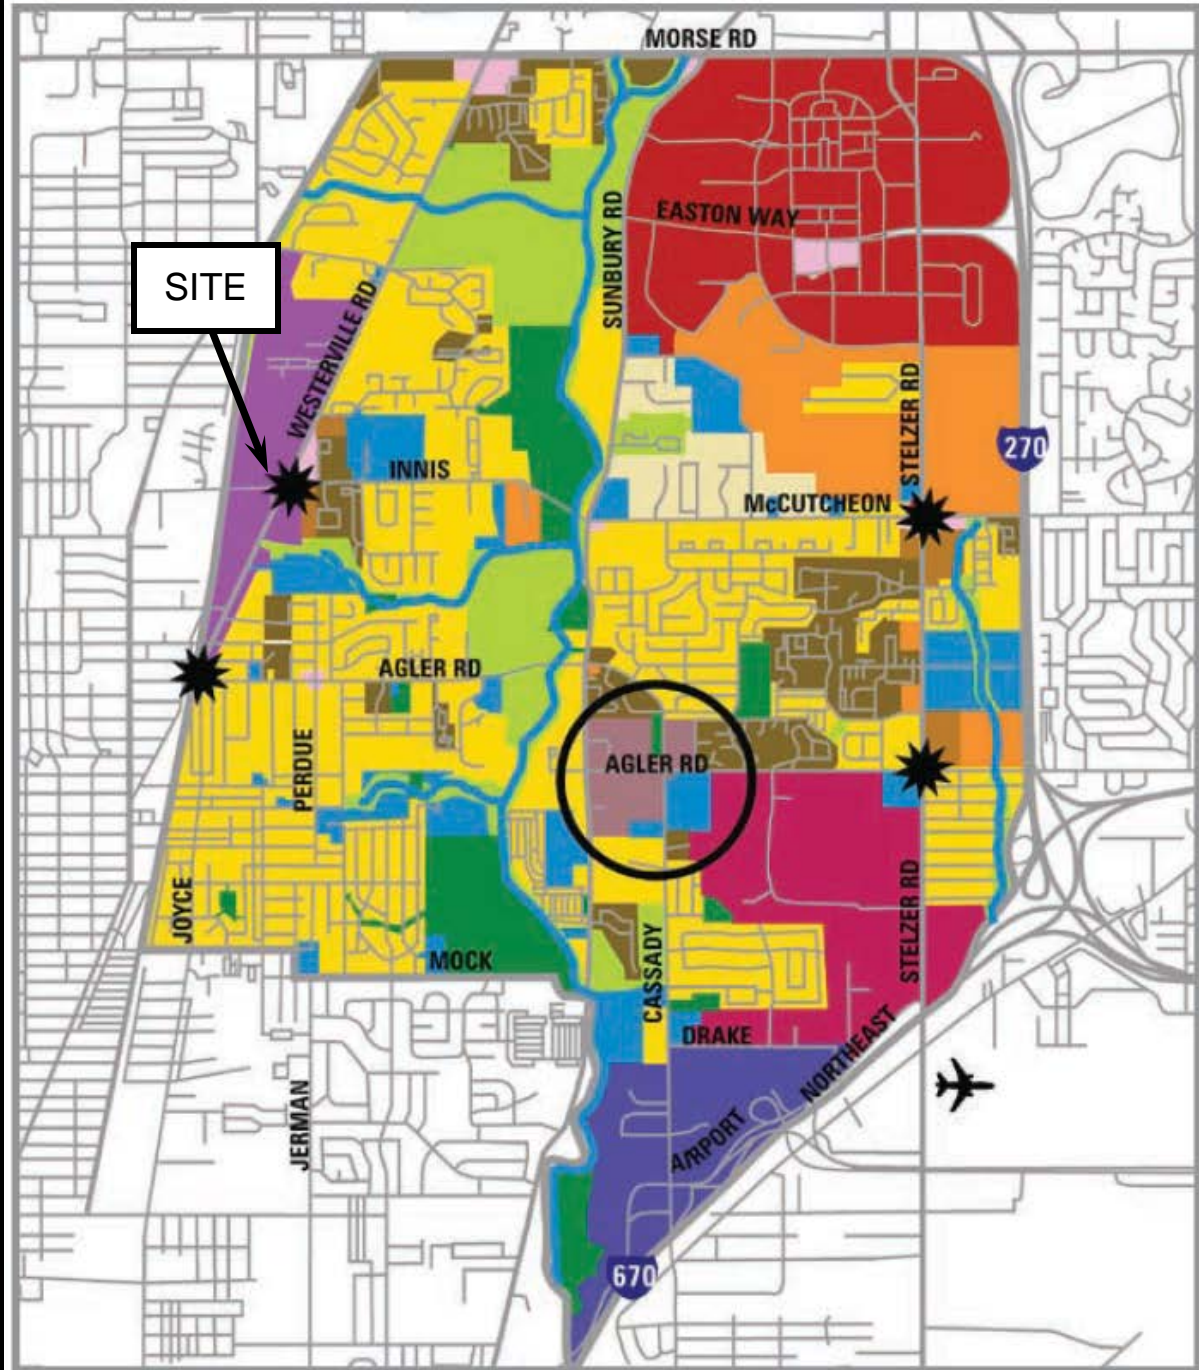 MORSE RD
EASTON WAY
SUNBURY RD
SITE
WESTERVILLE RD
STELZER RD
270
INNIS
McCUTCHEON
AGLER RD
PERDUE
AGLER RD
JOYCE
STELZER RD
MOCK
CASSADY
DRAKE
NORTHEAST
JERMAN
AIRPORT
670